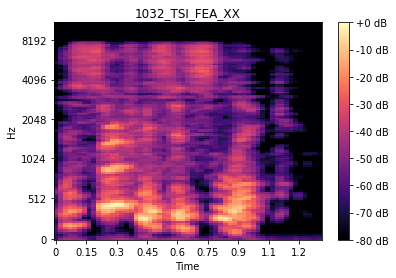 1032_TSI_FEA_XX
Hz
8192
4096
2048
1024
512
0
0
0.15
0.3
0.45
0.6
0.75
0.9
1.1
1.2
Time
+0 dB
-10 dB
-20 dB
-30 dB
-40 dB
-50 dB
-60 dB
-70 dB
-80 dB